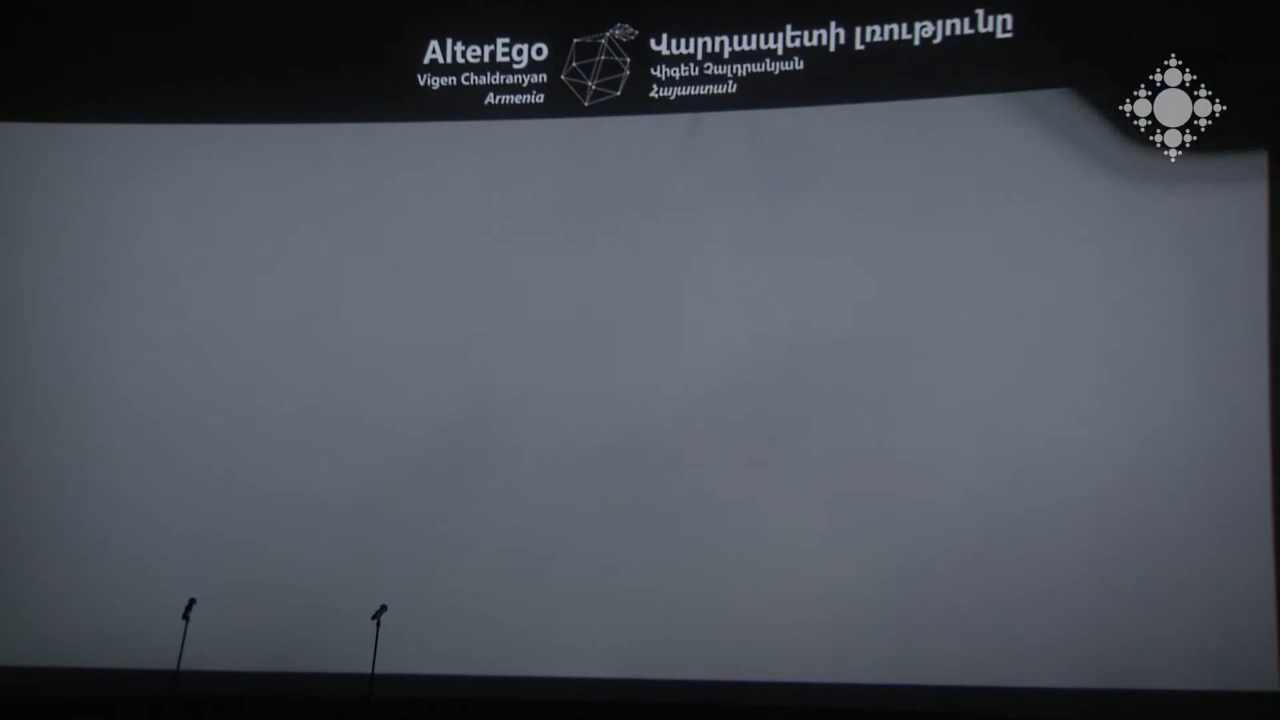 AlterEgo
Vigen Chaldranyan
Armenia
Վարդապետի լռությունը
Վիգեն Չալդրանյան
Հայաստան